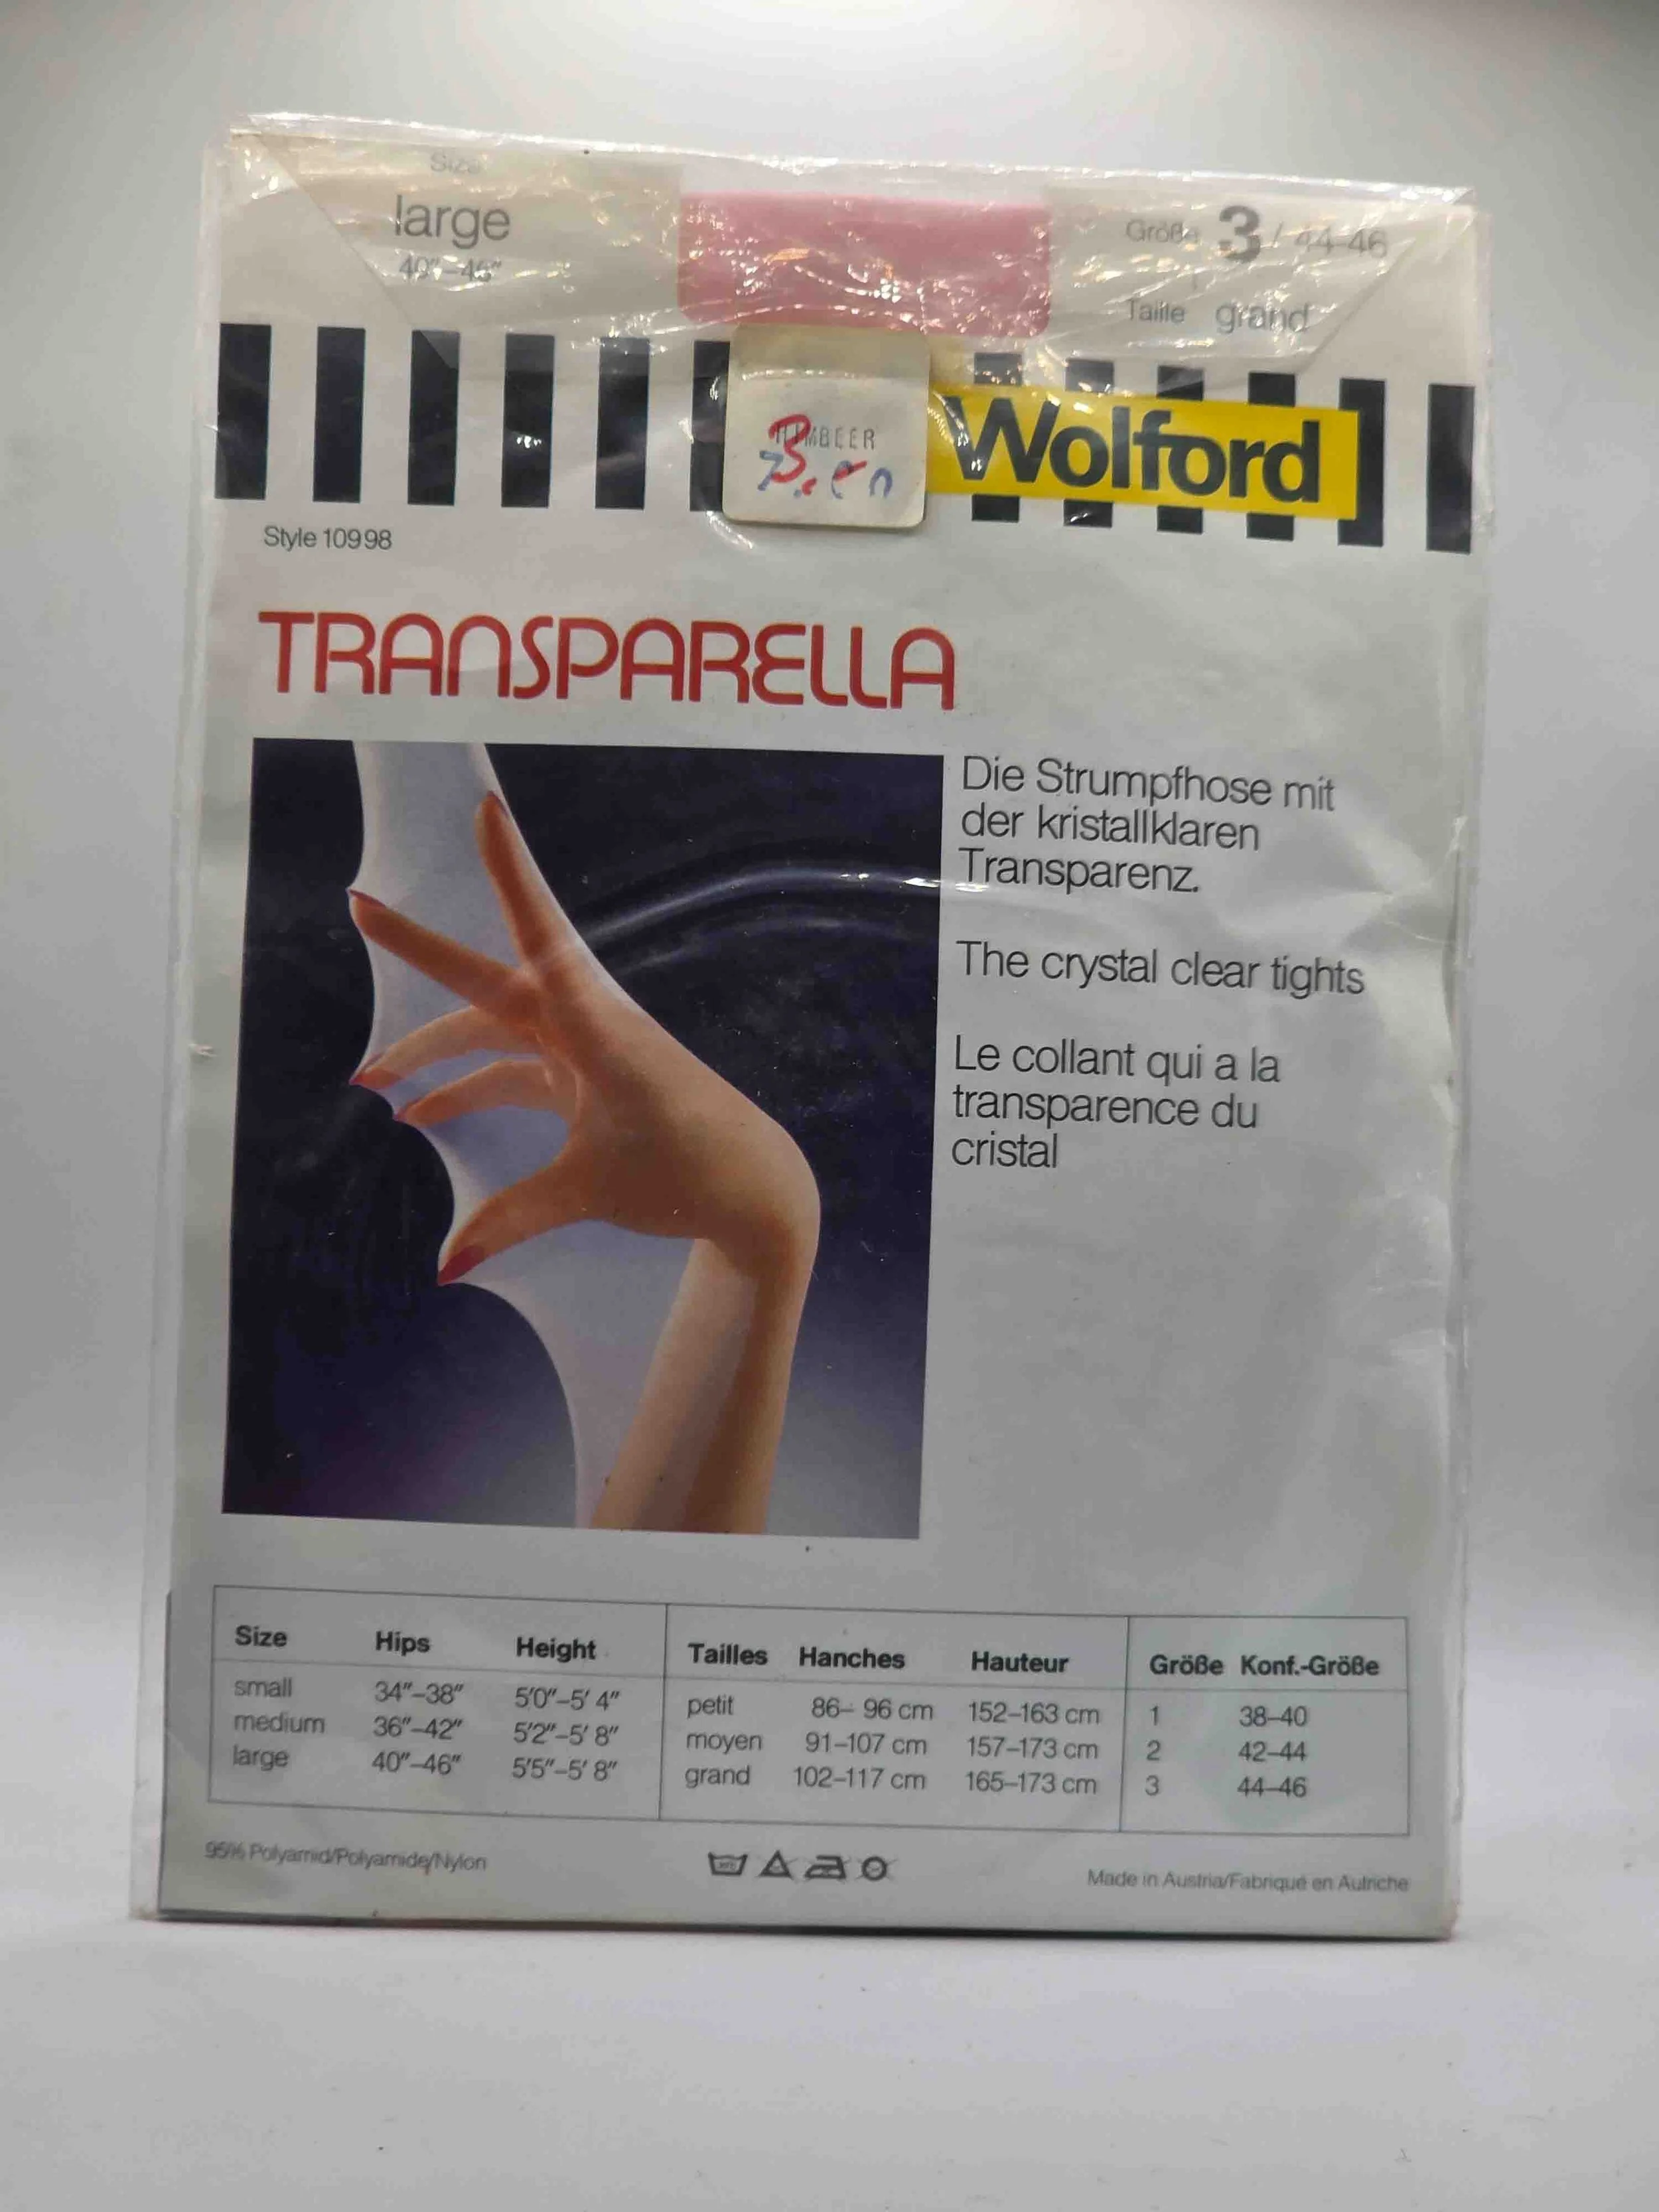 Size
large
40"–46"
Größe 3 / 44-46
Taille grand
Wolford
Style 10998
TRANSPARELLA
Die Strumpfhose mit
der kristallklaren
Transparenz.
The crystal clear tights
Le collant qui a la
transparence du
cristal
Size Hips Height
small 34"–38" 5'0"–5' 4"
medium 36"–42" 5'2"–5' 8"
large 40"–46" 5'5"–5' 8"
Tailles Hanches Hauteur
petit 86– 96 cm 152–163 cm
moyen 91–107 cm 157–173 cm
grand 102–117 cm 165–173 cm
Größe Konf.-Größe
1 38–40
2 42–44
3 44–46
95% Polyamid/Polyamide/Nylon
Made in Austria/Fabriqué en Autriche